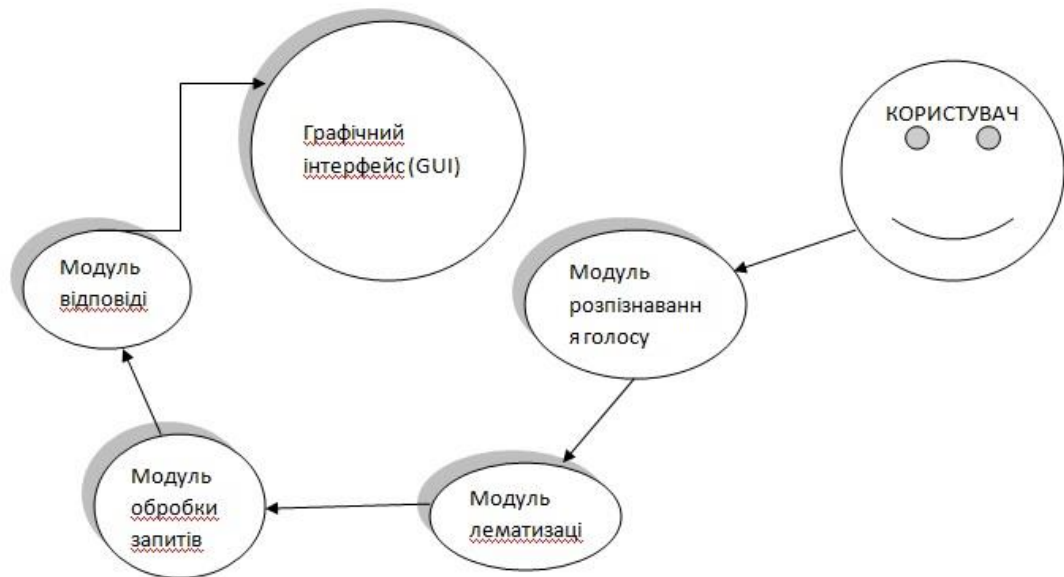 Графічний
інтерфейс (GUI)
КОРИСТУВАЧ
Модуль
відповіді
Модуль
розпізнаванн
я голосу
Модуль
обробки
запитів
Модуль
лематизаці